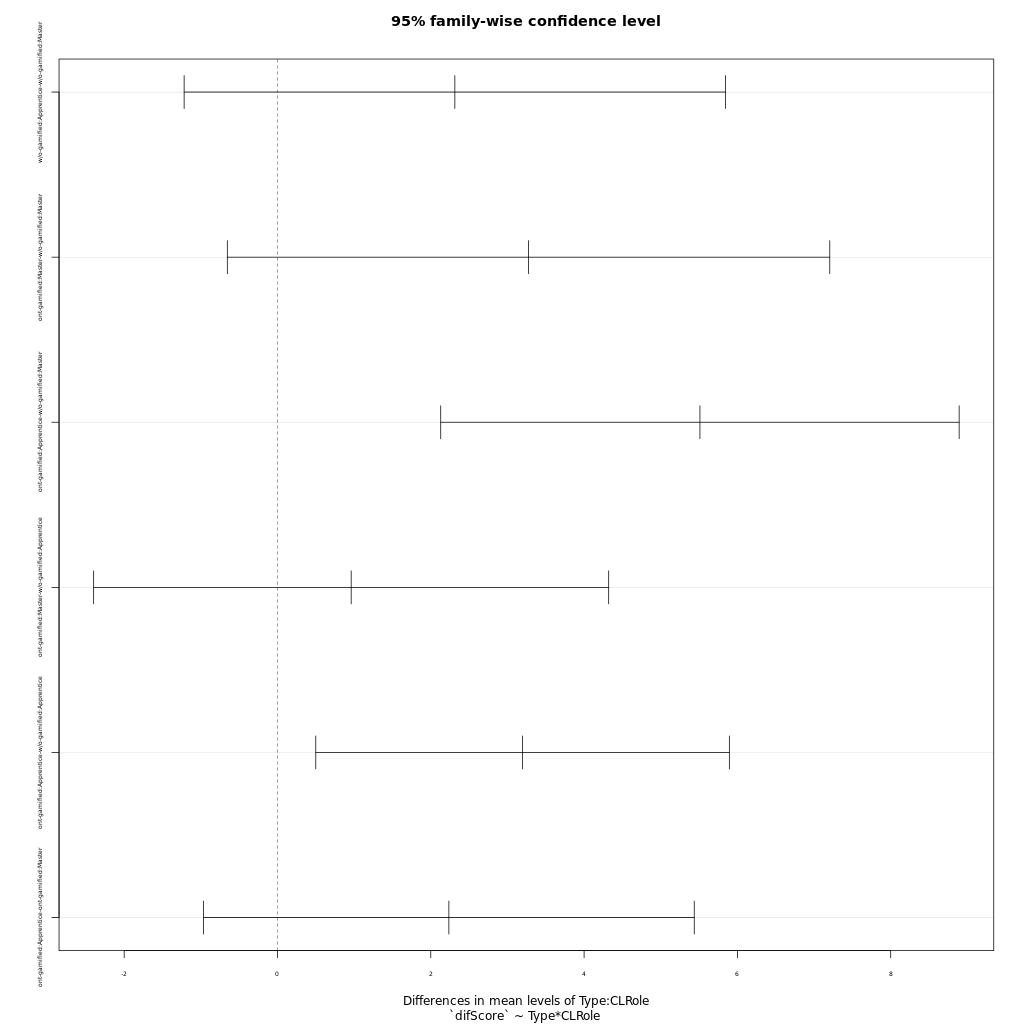 95% family-wise confidence level
w/o-gamified:Apprentice-w/o-gamified:Master
ont-gamified:Master-w/o-gamified:Master
ont-gamified:Apprentice-w/o-gamified:Master
ont-gamified:Master-w/o-gamified:Apprentice
ont-gamified:Apprentice-w/o-gamified:Apprentice
ont-gamified:Apprentice-ont-gamified:Master
-2 0 2 4 6 8
Differences in mean levels of Type:CLRole
`difScore` ~ Type*CLRole